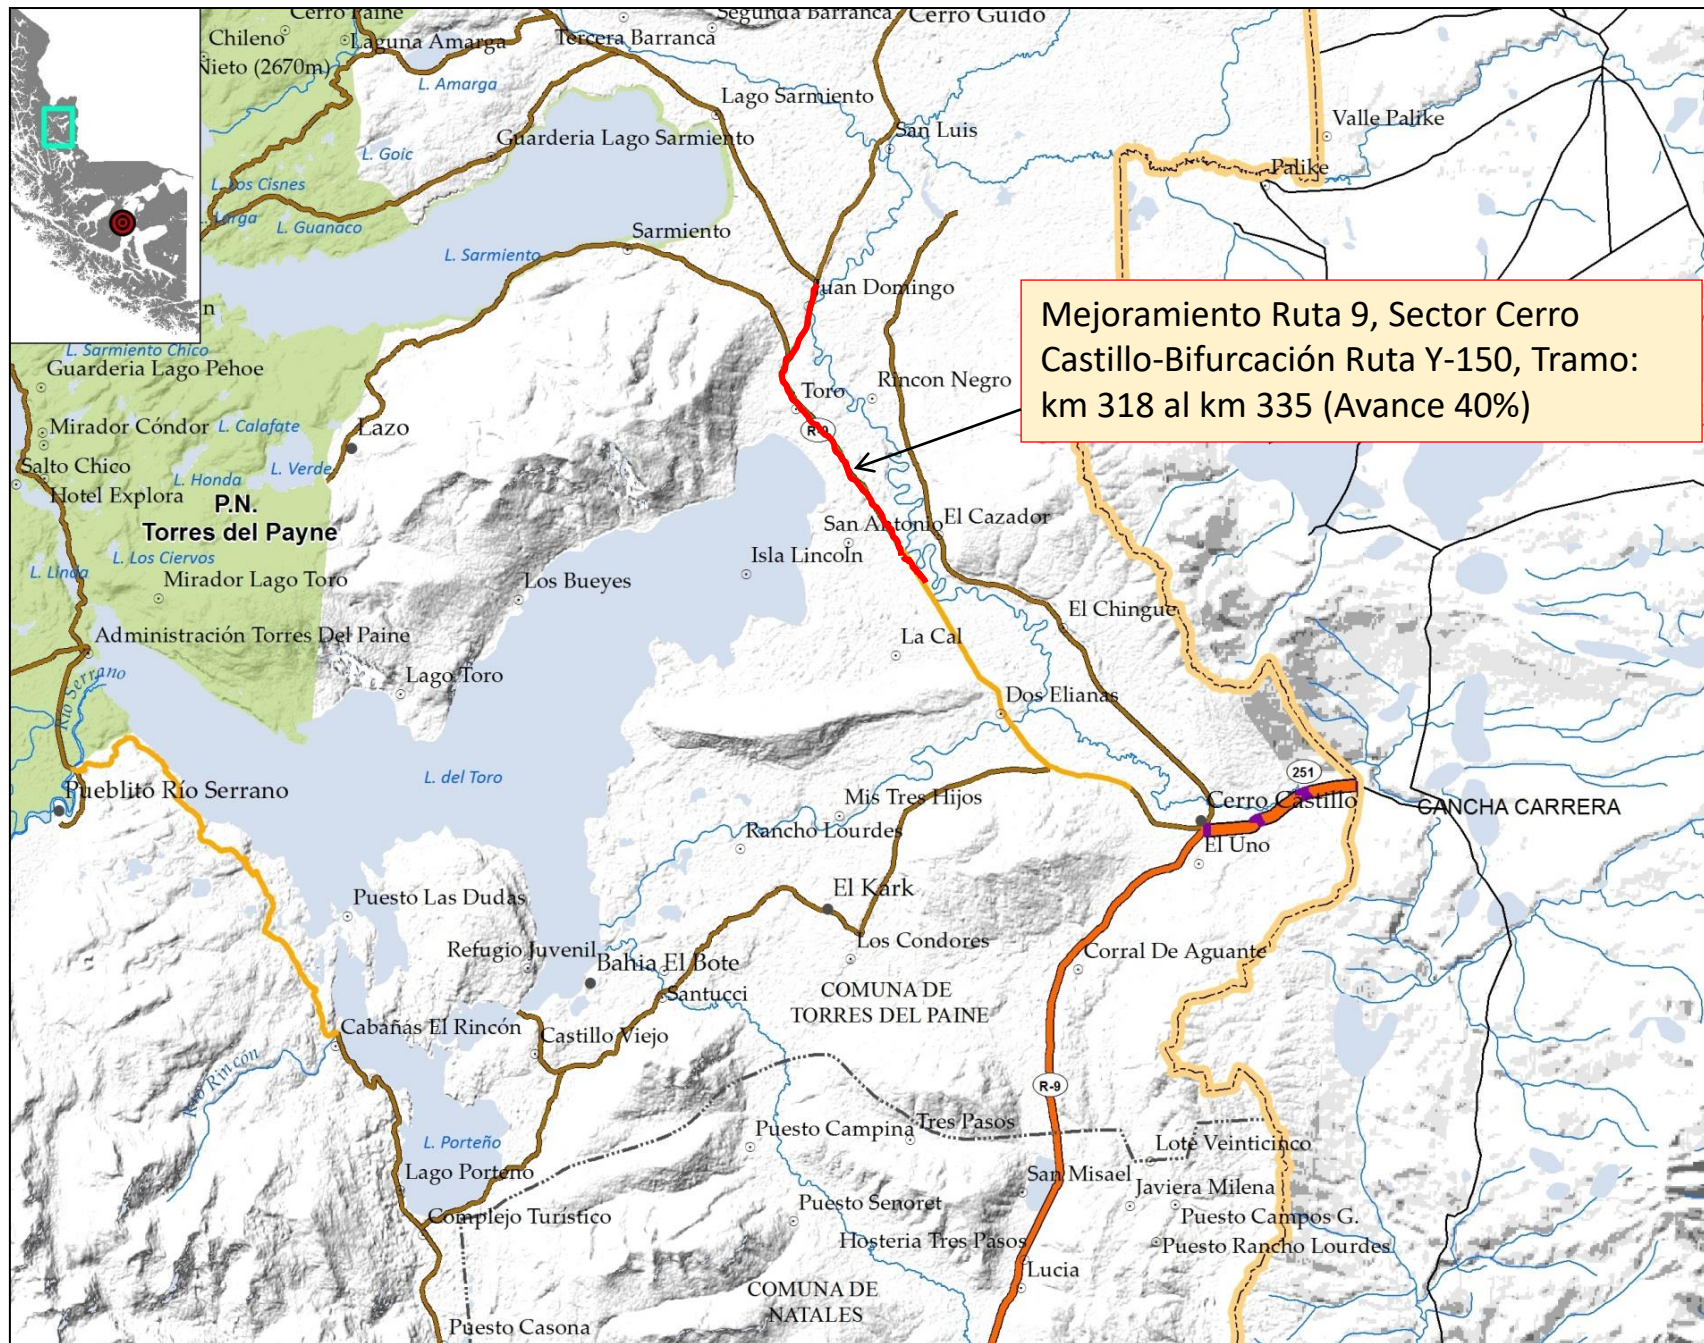 Cerro Paine
Segunda Barranca
Cerro Guido
Chileno
Laguna Amarga
Tercera Barranca
Nieto (2670m)
L. Amarga
Lago Sarmiento
Valle Palike
San Luis
Guarderia Lago Sarmiento
L. Goic
Palike
L. Los Cisnes
L. Larga
L. Guanaco
Sarmiento
L. Sarmiento
Juan Domingo
n
Mejoramiento Ruta 9, Sector Cerro
Castillo-Bifurcación Ruta Y-150, Tramo:
km 318 al km 335 (Avance 40%)
L. Sarmiento Chico
Guarderia Lago Pehoe
Toro
Rincon Negro
Mirador Cóndor
L. Calafate
Lazo
R-9
Salto Chico
L. Honda
L. Verde
Hotel Explora
P.N.
Torres del Payne
San Antonio
El Cazador
L. Los Ciervos
Isla Lincoln
L. Linda
Mirador Lago Toro
Los Bueyes
El Chingue
Administración Torres Del Paine
La Cal
Río Serrano
Lago Toro
Dos Elianas
L. del Toro
251
Pueblito Río Serrano
Mis Tres Hijos
Cerro Castillo
CANCHA CARRERA
Rancho Lourdes
El Uno
Puesto Las Dudas
El Kark
Refugio Juvenil
Bahia El Bote
Los Condores
Corral De Aguante
Santucci
COMUNA DE
TORRES DEL PAINE
Cabañas El Rincón
Castillo Viejo
Río Rincón
R-9
L. Porteño
Puesto Campina
Tres Pasos
Lote Veinticinco
Lago Porteno
San Misael
Javiera Milena
Complejo Turistico
Puesto Senoret
Puesto Campos G.
Hosteria Tres Pasos
Puesto Rancho Lourdes
Lucia
COMUNA DE
NATALES
Puesto Casona